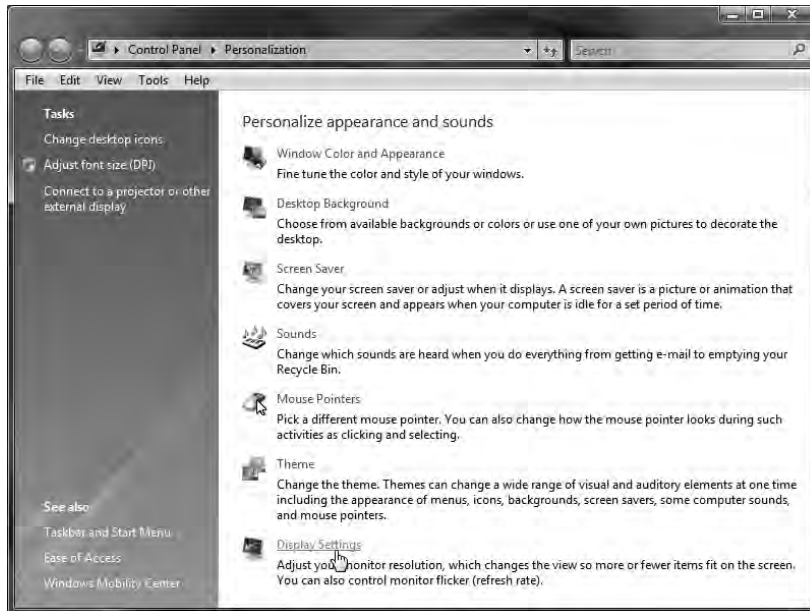 Control Panel Personalization
Search
File Edit View Tools Help
Tasks
Change desktop icons
Adjust font size (DPI)
Connect to a projector or other
external display
See also
Taskbar and Start Menu
Ease of Access
Windows Mobility Center
Personalize appearance and sounds
Window Color and Appearance
Fine tune the color and style of your windows.
Desktop Background
Choose from available backgrounds or colors or use one of your own pictures to decorate the
desktop.
Screen Saver
Change your screen saver or adjust when it displays. A screen saver is a picture or animation that
covers your screen and appears when your computer is idle for a set period of time.
Sounds
Change which sounds are heard when you do everything from getting e-mail to emptying your
Recycle Bin.
Mouse Pointers
Pick a different mouse pointer. You can also change how the mouse pointer looks during such
activities as clicking and selecting.
Theme
Change the theme. Themes can change a wide range of visual and auditory elements at one time
including the appearance of menus, icons, backgrounds, screen savers, some computer sounds,
and mouse pointers.
Display Settings
Adjust your monitor resolution, which changes the view so more or fewer items fit on the screen.
You can also control monitor flicker (refresh rate).